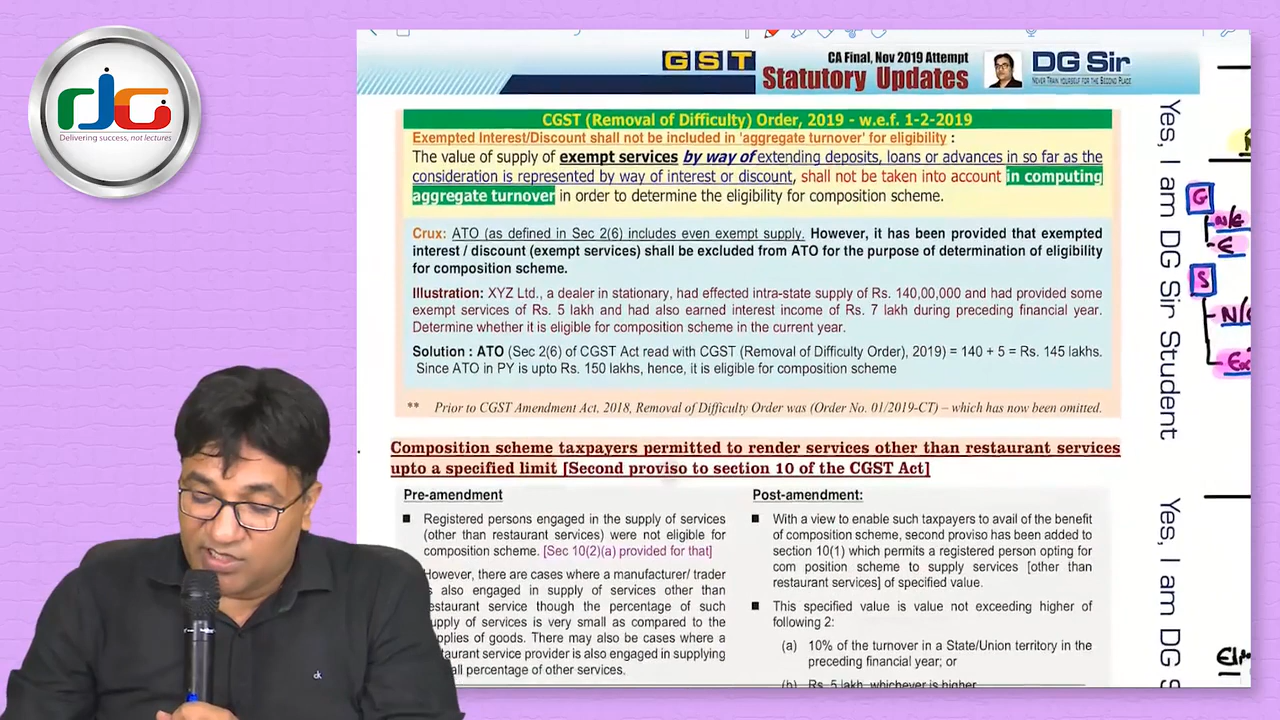 Delivering success, not lectures
GST
CA Final, Nov 2019 Attempt
Statutory Updates
DG Sir
NEVER TRAIN YOURSELF FOR THE SECOND PLACE
CGST (Removal of Difficulty) Order, 2019 - w.e.f. 1-2-2019
Exempted Interest/Discount shall not be included in 'aggregate turnover' for eligibility :
The value of supply of exempt services by way of extending deposits, loans or advances in so far as the
consideration is represented by way of interest or discount, shall not be taken into account in computing
aggregate turnover in order to determine the eligibility for composition scheme.
Crux: ATO (as defined in Sec 2(6) includes even exempt supply. However, it has been provided that exempted
interest / discount (exempt services) shall be excluded from ATO for the purpose of determination of eligibility
for composition scheme.
Illustration: XYZ Ltd., a dealer in stationary, had effected intra-state supply of Rs. 140,00,000 and had provided some
exempt services of Rs. 5 lakh and had also earned interest income of Rs. 7 lakh during preceding financial year.
Determine whether it is eligible for composition scheme in the current year.
Solution : ATO (Sec 2(6) of CGST Act read with CGST (Removal of Difficulty Order), 2019) = 140 + 5 = Rs. 145 lakhs.
Since ATO in PY is upto Rs. 150 lakhs, hence, it is eligible for composition scheme
** Prior to CGST Amendment Act, 2018, Removal of Difficulty Order was (Order No. 01/2019-CT) – which has now been omitted.
Composition scheme taxpayers permitted to render services other than restaurant services
upto a specified limit [Second proviso to section 10 of the CGST Act]
Pre-amendment
■ Registered persons engaged in the supply of services
(other than restaurant services) were not eligible for
composition scheme. [Sec 10(2)(a) provided for that]
However, there are cases where a manufacturer/ trader
also engaged in supply of services other than
restaurant service though the percentage of such
supply of services is very small as compared to the
supplies of goods. There may also be cases where a
restaurant service provider is also engaged in supplying
small percentage of other services.
Post-amendment:
■ With a view to enable such taxpayers to avail of the benefit
of composition scheme, second proviso has been added to
section 10(1) which permits a registered person opting for
com position scheme to supply services [other than
restaurant services] of specified value.
■ This specified value is value not exceeding higher of
following 2:
(a) 10% of the turnover in a State/Union territory in the
preceding financial year; or
(b) Rs. 5 lakh, whichever is higher
Yes, I am DG Sir Student
Yes, I am DG S
G
N/G
S
N/G